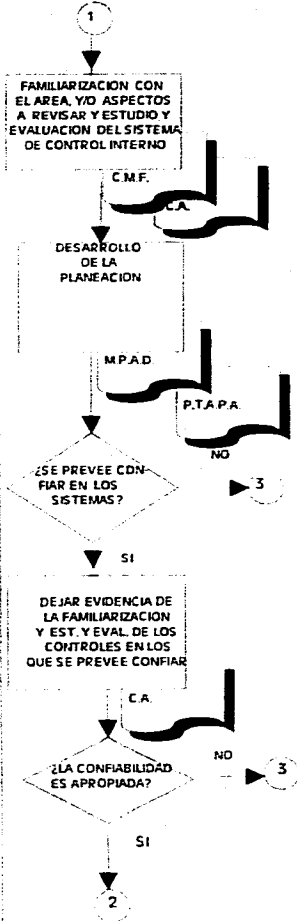 1
FAMILIARIZACION CON
EL AREA, Y/O ASPECTOS
A REVISAR Y ESTUDIO Y
EVALUACION DEL SISTEMA
DE CONTROL INTERNO
C.M.F.
C.A.
DESARROLLO
DE LA
PLANEACION
M.P.A.D.
P.T.A.P.A.
NO
¿SE PREVEE CON-
FIAR EN LOS
SISTEMAS?
3
SI
DEJAR EVIDENCIA DE
LA FAMILIARIZACION
Y EST. Y EVAL. DE LOS
CONTROLES EN LOS
QUE SE PREVEE CONFIAR
C.A.
¿LA CONFIABILIDAD
ES APROPIADA?
NO
3
SI
2